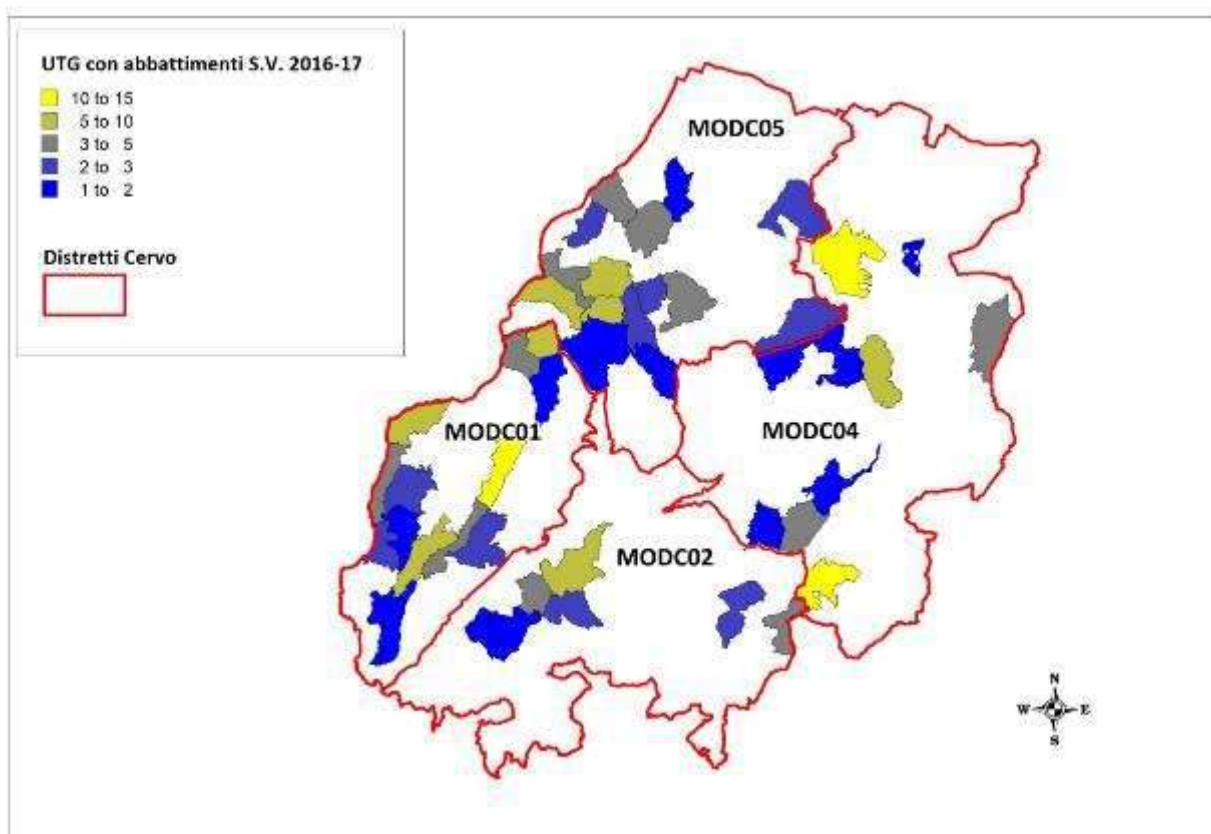 UTG con abbattimenti S.V. 2016-17
10 to 15
5 to 10
3 to 5
2 to 3
1 to 2
Distretti Cervo
MODC05
MODC01
MODC04
MODC02
N
W E
S